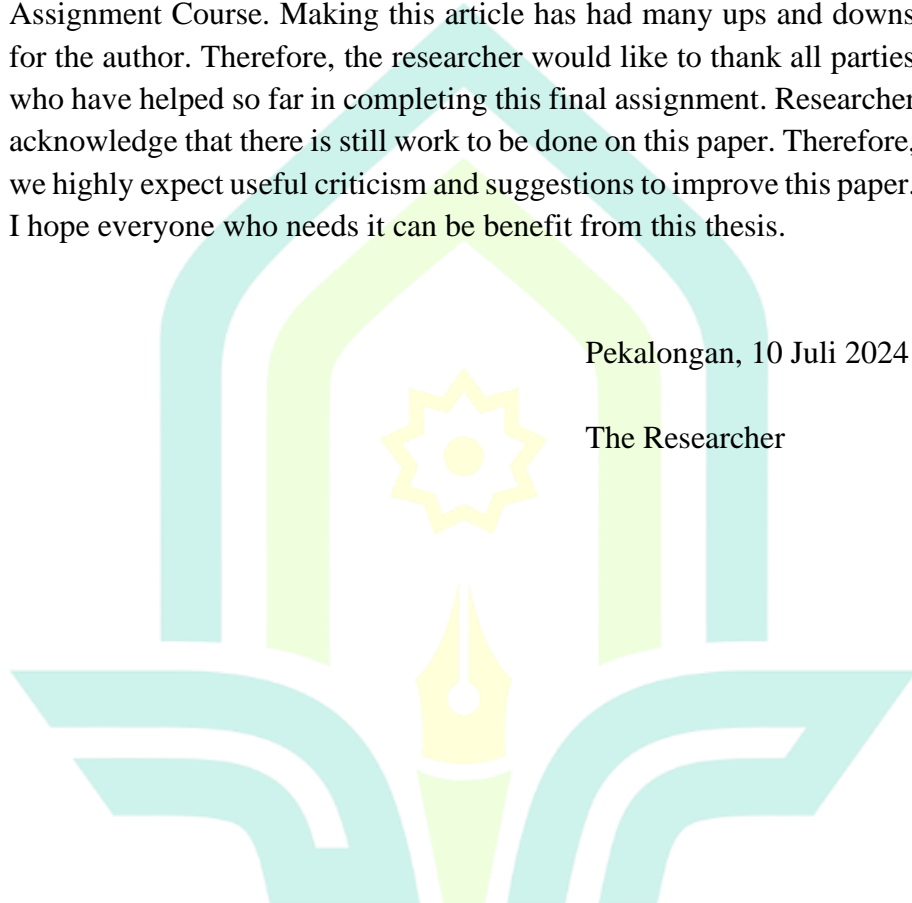 Assignment Course. Making this article has had many ups and downs
for the author. Therefore, the researcher would like to thank all parties
who have helped so far in completing this final assignment. Researcher
acknowledge that there is still work to be done on this paper. Therefore,
we highly expect useful criticism and suggestions to improve this paper.
I hope everyone who needs it can be benefit from this thesis.
Pekalongan, 10 Juli 2024
The Researcher